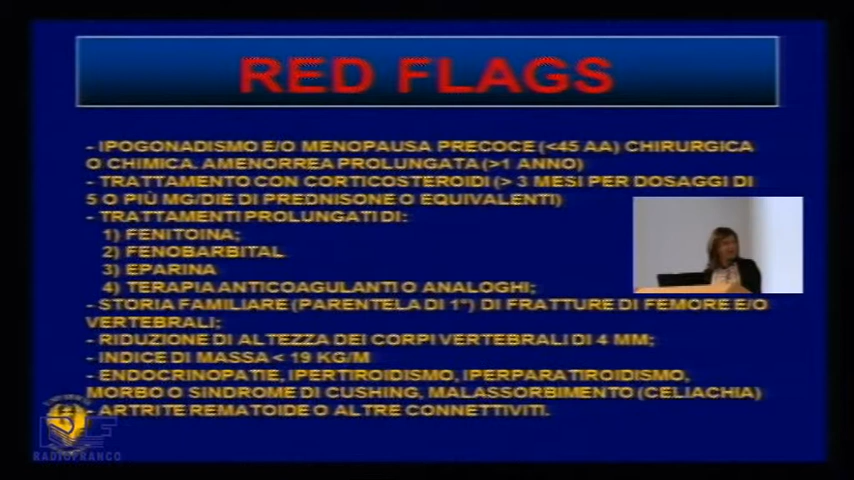 RED FLAGS
- IPOGONADISMO E/O MENOPAUSA PRECOCE (<45 AA) CHIRURGICA
O CHIMICA. AMENORREA PROLUNGATA (>1 ANNO)
- TRATTAMENTO CON CORTICOSTEROIDI (> 3 MESI PER DOSAGGI DI
5 O PIÙ MG/DIE DI PREDNISONE O EQUIVALENTI)
- TRATTAMENTI PROLUNGATI DI:
1) FENITOINA;
2) FENOBARBITAL
3) EPARINA
4) TERAPIA ANTICOAGULANTI O ANALOGHI;
- STORIA FAMILIARE (PARENTELA DI 1°) DI FRATTURE DI FEMORE E/O
VERTEBRALI;
- RIDUZIONE DI ALTEZZA DEI CORPI VERTEBRALI DI 4 MM;
- INDICE DI MASSA < 19 KG/M
- ENDOCRINOPATIE, IPERTIROIDISMO, IPERPARATIROIDISMO,
MORBO O SINDROME DI CUSHING, MALASSORBIMENTO (CELIACHIA)
- ARTRITE REMATOIDE O ALTRE CONNETTIVITI.
RADIOFRANCO